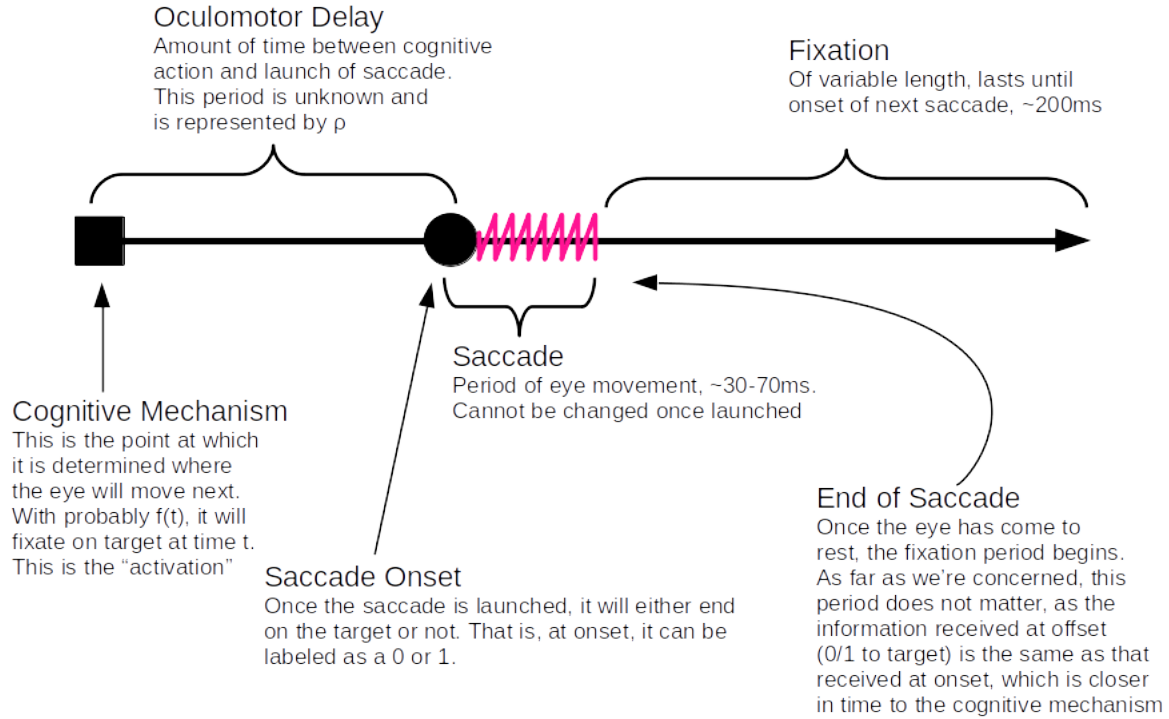 Oculomotor Delay
Amount of time between cognitive
action and launch of saccade.
This period is unknown and
is represented by ρ
Fixation
Of variable length, lasts until
onset of next saccade, ~200ms
Saccade
Period of eye movement, ~30-70ms.
Cannot be changed once launched
Cognitive Mechanism
This is the point at which
it is determined where
the eye will move next.
With probably f(t), it will
fixate on target at time t.
This is the “activation”
Saccade Onset
Once the saccade is launched, it will either end
on the target or not. That is, at onset, it can be
labeled as a 0 or 1.
End of Saccade
Once the eye has come to
rest, the fixation period begins.
As far as we’re concerned, this
period does not matter, as the
information received at offset
(0/1 to target) is the same as that
received at onset, which is closer
in time to the cognitive mechanism